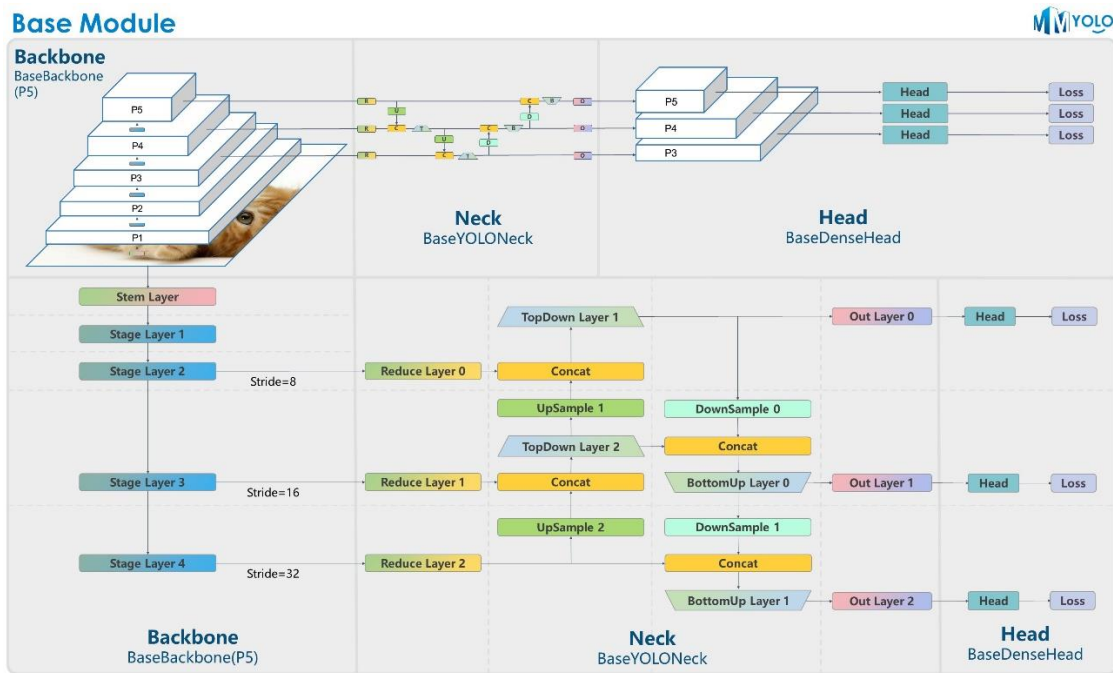 Base Module
MMYOLO
Backbone
BaseBackbone
(P5)
P5
P4
P3
P2
P1
R
U
R
C
T
U
R
C
T
C
B
D
C
B
D
O
O
O
Neck
BaseYOLONeck
P5
P4
P3
Head
Loss
Head
Loss
Head
Loss
Head
BaseDenseHead
Stem Layer
Stage Layer 1
Stage Layer 2
Stride=8
Reduce Layer 0
Concat
TopDown Layer 1
Out Layer 0
Head
Loss
UpSample 1
DownSample 0
TopDown Layer 2
Concat
Stage Layer 3
Stride=16
Reduce Layer 1
Concat
BottomUp Layer 0
Out Layer 1
Head
Loss
UpSample 2
DownSample 1
Stage Layer 4
Stride=32
Reduce Layer 2
Concat
BottomUp Layer 1
Out Layer 2
Head
Loss
Backbone
BaseBackbone(P5)
Neck
BaseYOLONeck
Head
BaseDenseHead